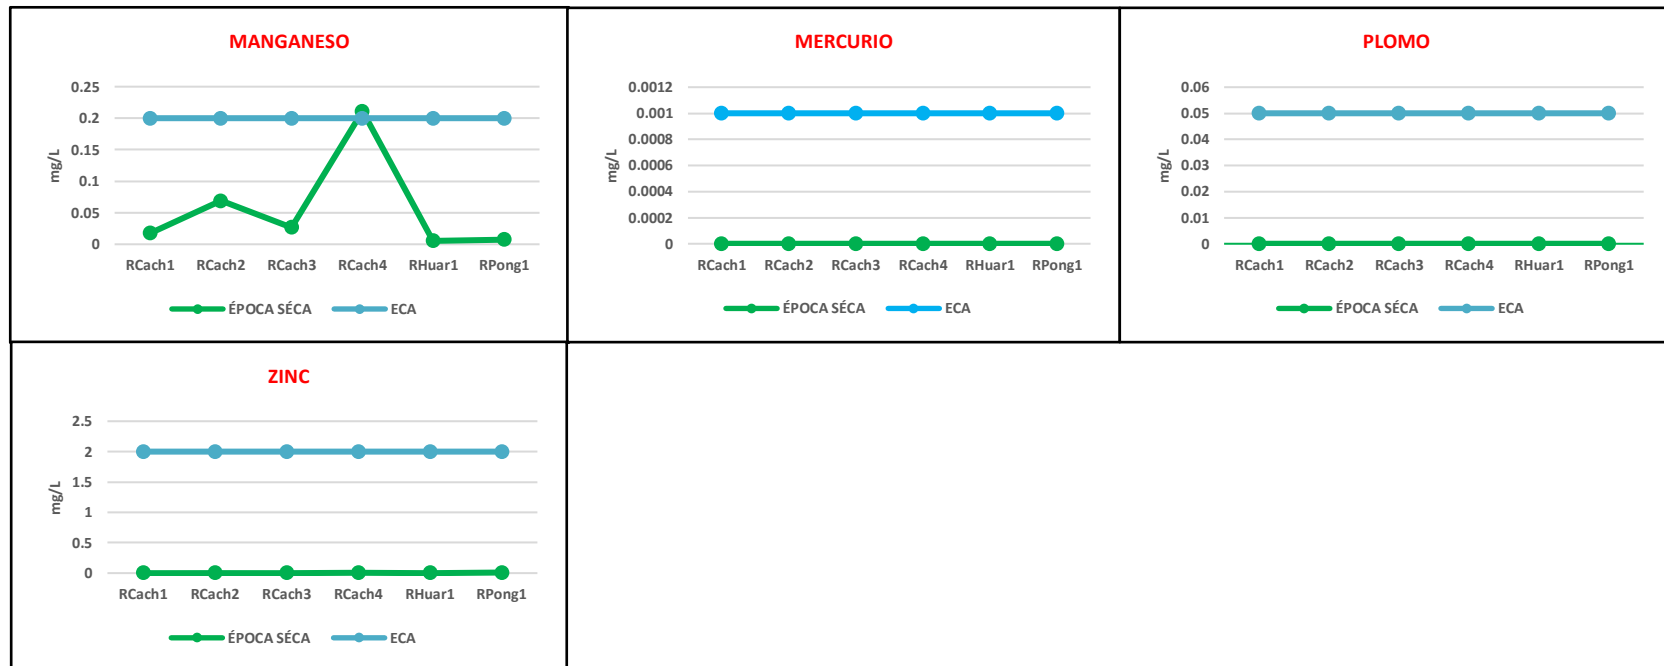 MANGANESO
0.25
0.2
0.15
0.1
0.05
0
mg/L
RCach1 RCach2 RCach3 RCach4 RHuar1 RPong1
ÉPOCA SÉCA ECA
MERCURIO
0.0012
0.001
0.0008
0.0006
0.0004
0.0002
0
mg/L
RCach1 RCach2 RCach3 RCach4 RHuar1 RPong1
ÉPOCA SÉCA ECA
PLOMO
0.06
0.05
0.04
0.03
0.02
0.01
0
mg/L
RCach1 RCach2 RCach3 RCach4 RHuar1 RPong1
ÉPOCA SÉCA ECA
ZINC
2.5
2
1.5
1
0.5
0
mg/L
RCach1 RCach2 RCach3 RCach4 RHuar1 RPong1
ÉPOCA SÉCA ECA